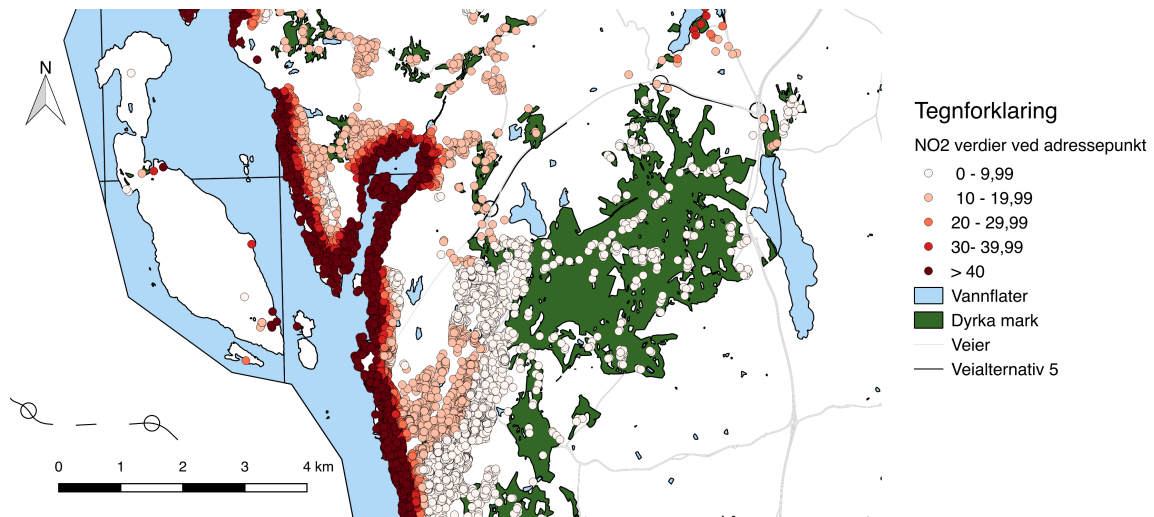 N
0 1 2 3 4 km
Tegnforklaring
NO2 verdier ved adressepunkt
0 - 9,99
10 - 19,99
20 - 29,99
30- 39,99
> 40
Vannflater
Dyrka mark
Veier
Veialternativ 5